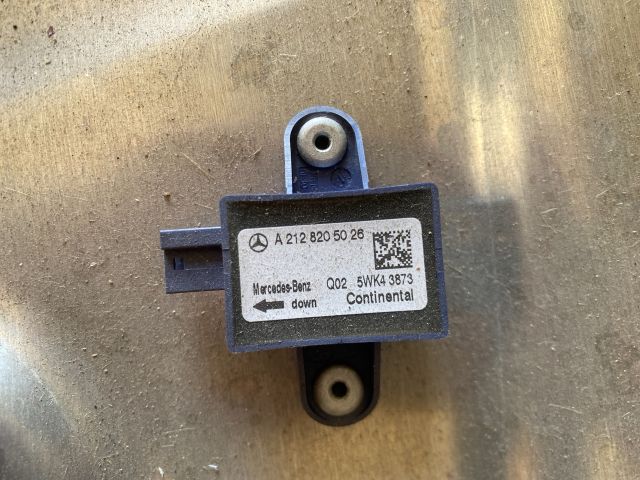 A 212 820 50 26
Mercedes-Benz Q02 5WK4 3873
down Continental